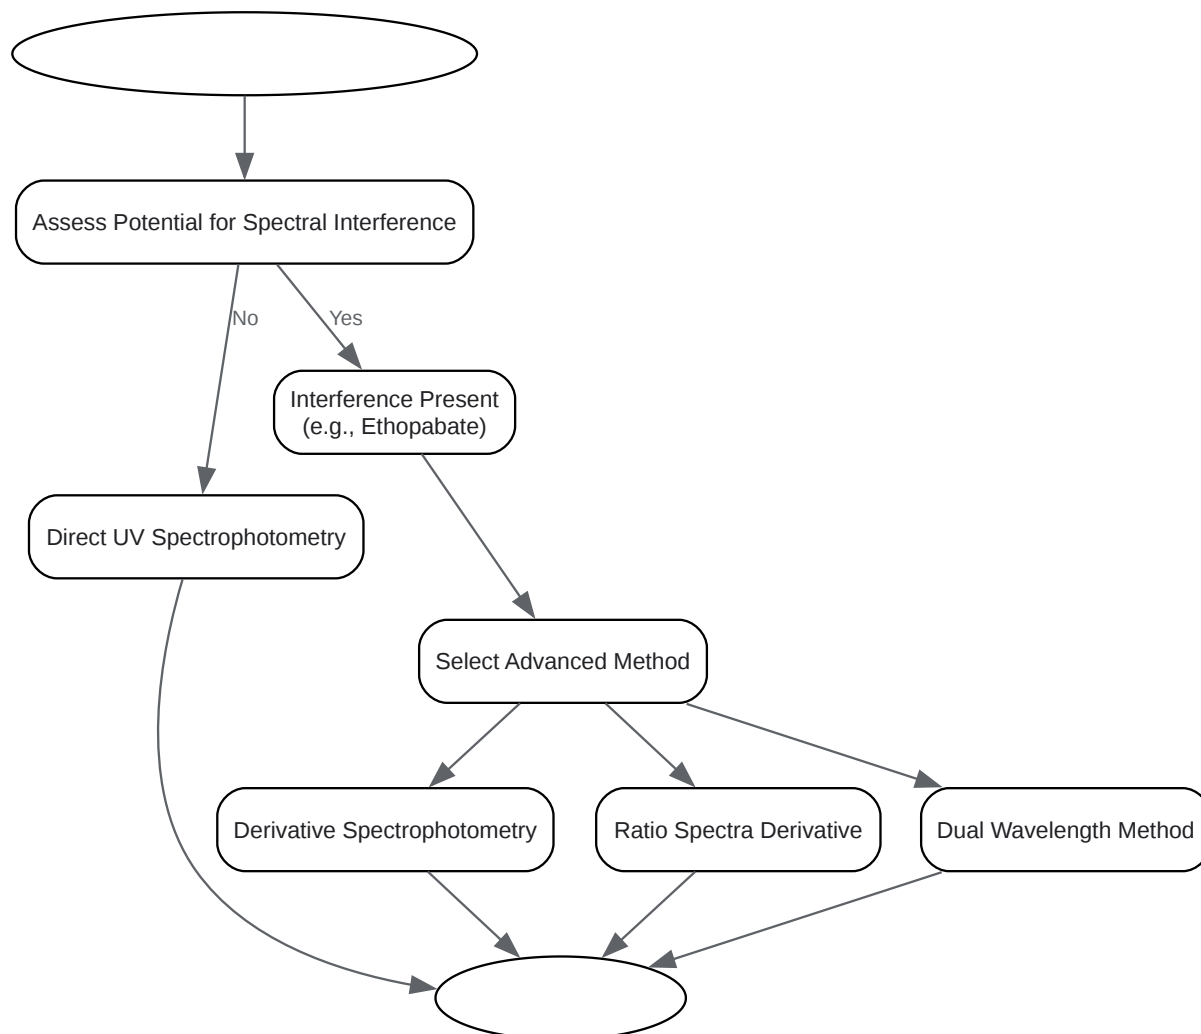 Assess Potential for Spectral Interference
No
Yes
Interference Present
(e.g., Ethopabate)
Direct UV Spectrophotometry
Select Advanced Method
Derivative Spectrophotometry
Ratio Spectra Derivative
Dual Wavelength Method